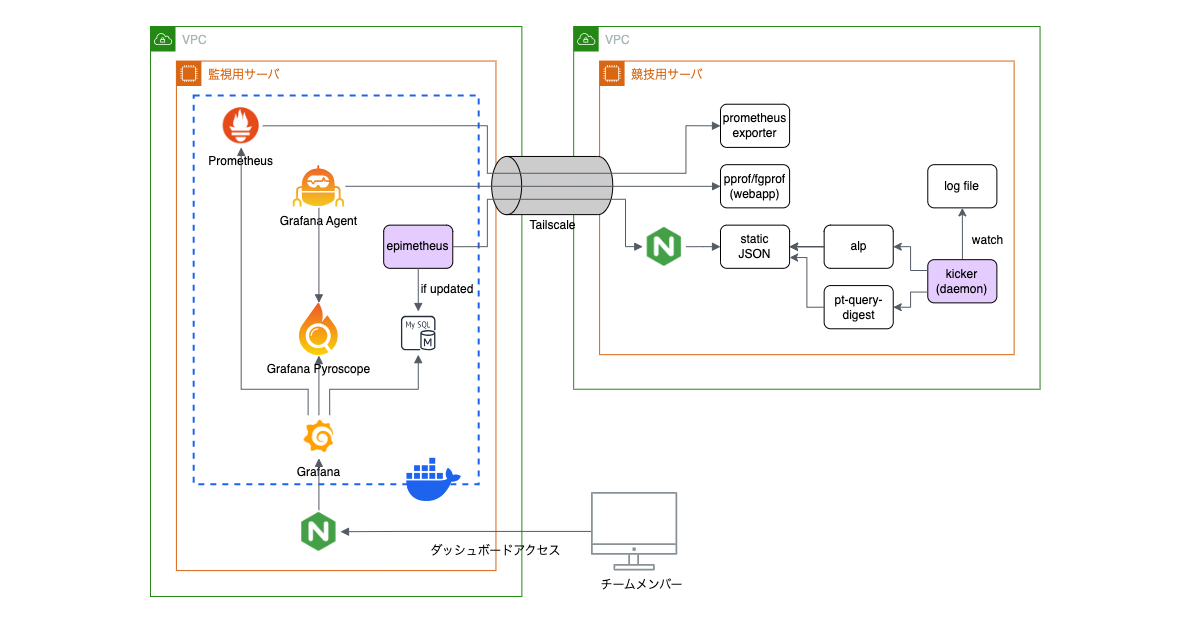 VPC
監視用サーバ
Prometheus
Grafana Agent
epimetheus
if updated
My SQL
M
Grafana Pyroscope
Grafana
N
ダッシュボードアクセス
チームメンバー
Tailscale
VPC
競技用サーバ
prometheus
exporter
pprof/fgprof
(webapp)
N
static
JSON
alp
pt-query-
digest
log file
watch
kicker
(daemon)